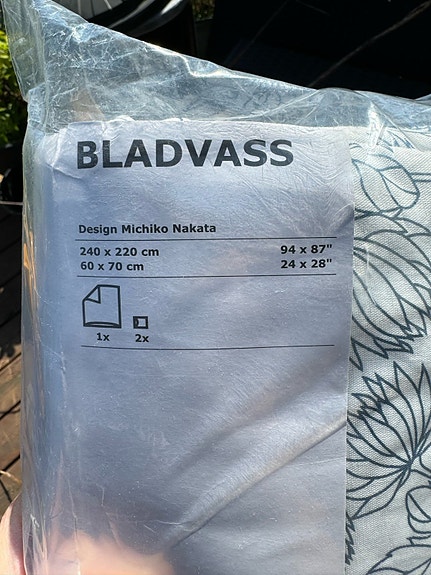 BLADVASS
Design Michiko Nakata
240 x 220 cm 94 x 87"
60 x 70 cm 24 x 28"
1x 2x